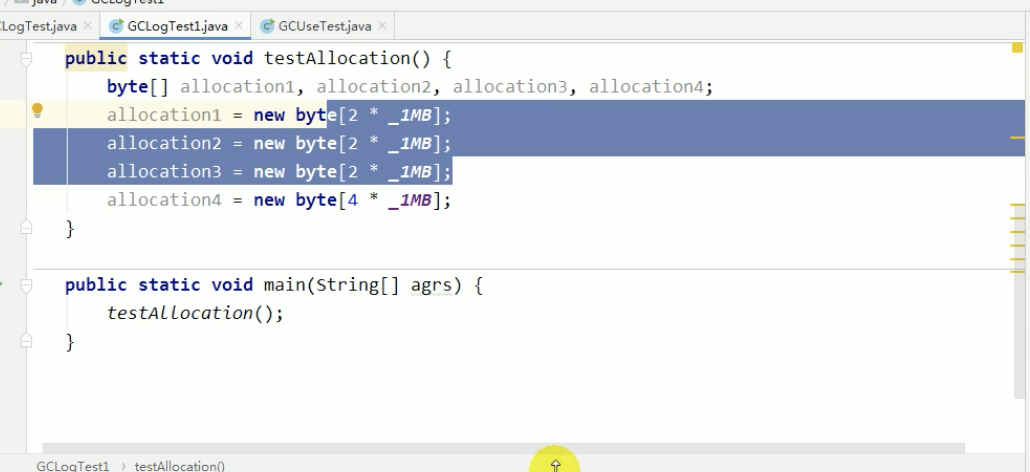 java GCLogTest1
CLogTest.java GCLogTest1.java GCUseTest.java
public static void testAllocation() {
byte[] allocation1, allocation2, allocation3, allocation4;
allocation1 = new byte[2 * _1MB];
allocation2 = new byte[2 * _1MB];
allocation3 = new byte[2 * _1MB];
allocation4 = new byte[4 * _1MB];
}
public static void main(String[] agrs) {
testAllocation();
}
GCLogTest1 › testAllocation()